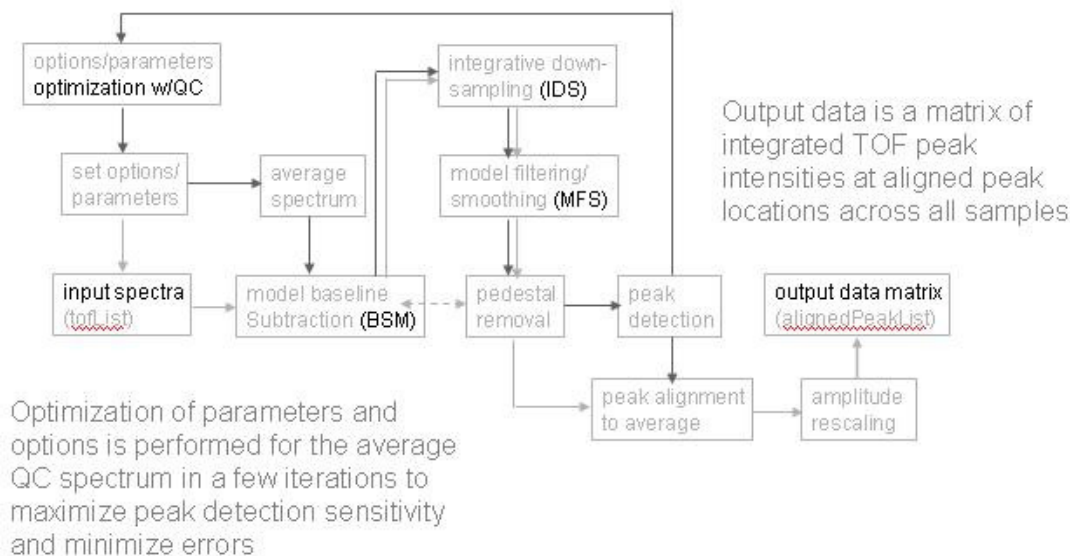 options/parameters
optimization w/QC
integrative down-
sampling (IDS)
Output data is a matrix of
integrated TOF peak
intensities at aligned peak
locations across all samples
set options/
parameters
average
spectrum
model filtering/
smoothing (MFS)
input spectra
(tofList)
model baseline
Subtraction (BSM)
pedestal
removal
peak
detection
output data matrix
(alignedPeakList)
peak alignment
to average
amplitude
rescaling
Optimization of parameters and
options is performed for the average
QC spectrum in a few iterations to
maximize peak detection sensitivity
and minimize errors